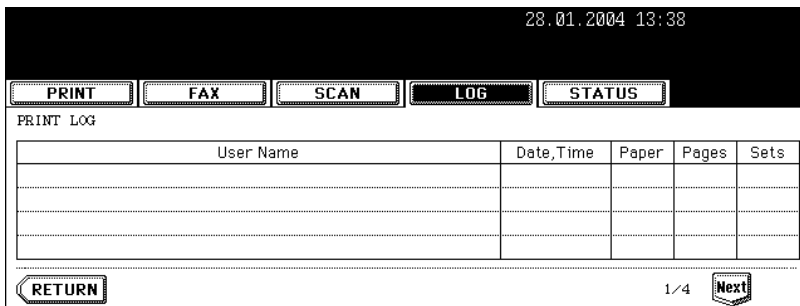 28.01.2004 13:38
PRINT FAX SCAN LOG STATUS
PRINT LOG
User Name Date,Time Paper Pages Sets
RETURN 1/4 Next